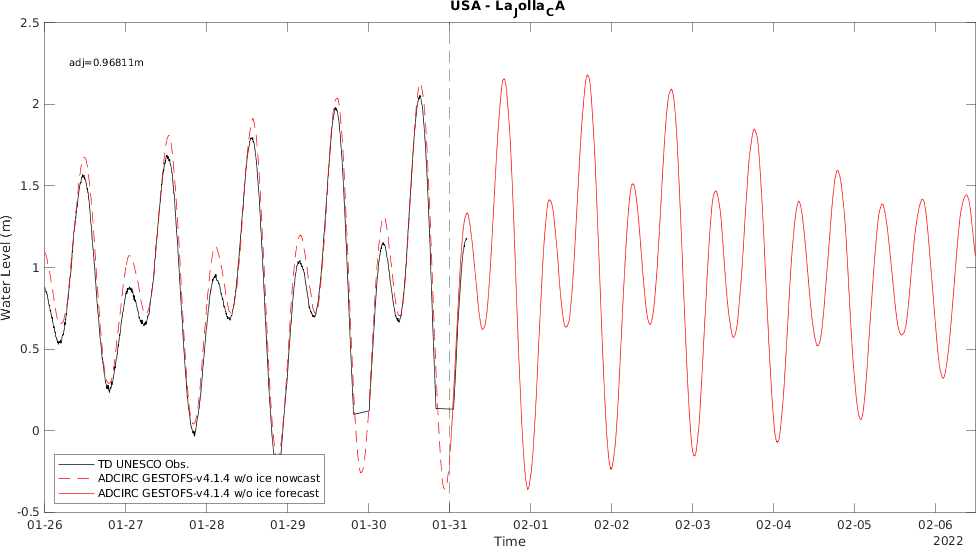 USA - LaJollaCA
adj=0.96811m
2.5
2
1.5
1
0.5
0
-0.5
Water Level (m)
TD UNESCO Obs.
ADCIRC GESTOFS-v4.1.4 w/o ice nowcast
ADCIRC GESTOFS-v4.1.4 w/o ice forecast
01-26 01-27 01-28 01-29 01-30 01-31 02-01 02-02 02-03 02-04 02-05 02-06
Time
2022